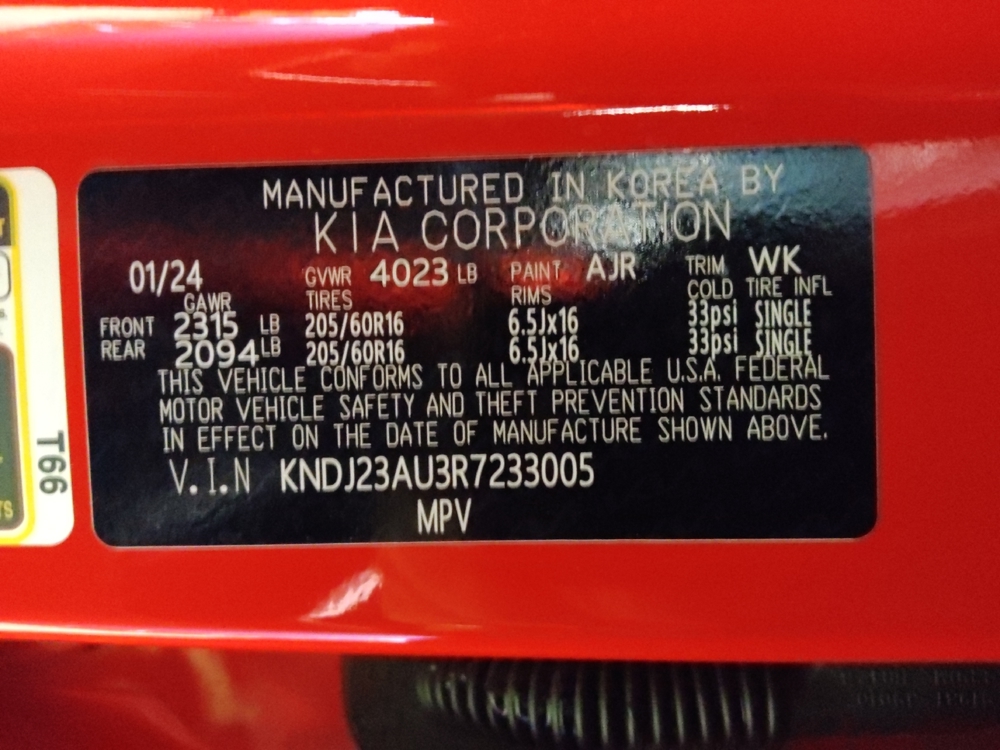 MANUFACTURED IN KOREA BY
KIA CORPORATION
01/24 GVWR 4023 LB PAINT AJR TRIM WK
GAWR TIRES RIMS COLD TIRE INFL
FRONT 2315 LB 205/60R16 6.5Jx16 33psi SINGLE
REAR 2094 LB 205/60R16 6.5Jx16 33psi SINGLE
THIS VEHICLE CONFORMS TO ALL APPLICABLE U.S.A. FEDERAL
MOTOR VEHICLE SAFETY AND THEFT PREVENTION STANDARDS
IN EFFECT ON THE DATE OF MANUFACTURE SHOWN ABOVE.
V.I.N KNDJ23AU3R7233005
MPV
T66